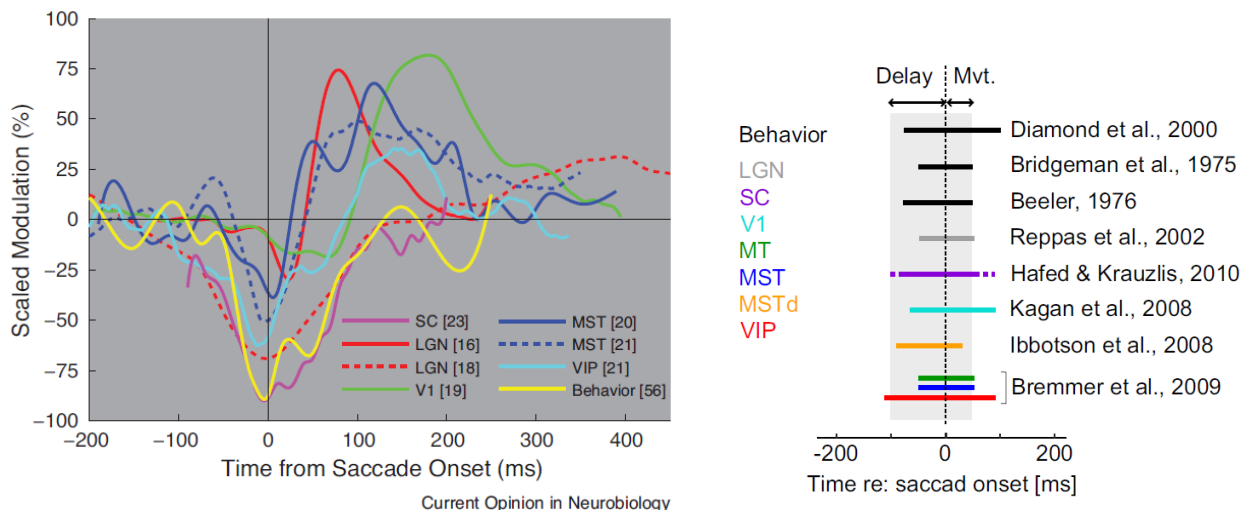 100
75
50
25
0
−25
−50
−75
−100
Scaled Modulation (%)
SC [23]
LGN [16]
LGN [18]
V1 [19]
MST [20]
MST [21]
VIP [21]
Behavior [56]
−200 −100 0 100 200 300 400
Time from Saccade Onset (ms)
Current Opinion in Neurobiology
Delay Mvt.
Behavior
LGN
SC
V1
MT
MST
MSTd
VIP
Diamond et al., 2000
Bridgeman et al., 1975
Beeler, 1976
Reppas et al., 2002
Hafed & Krauzlis, 2010
Kagan et al., 2008
Ibbotson et al., 2008
Bremmer et al., 2009
-200 0 200
Time re: saccad onset [ms]